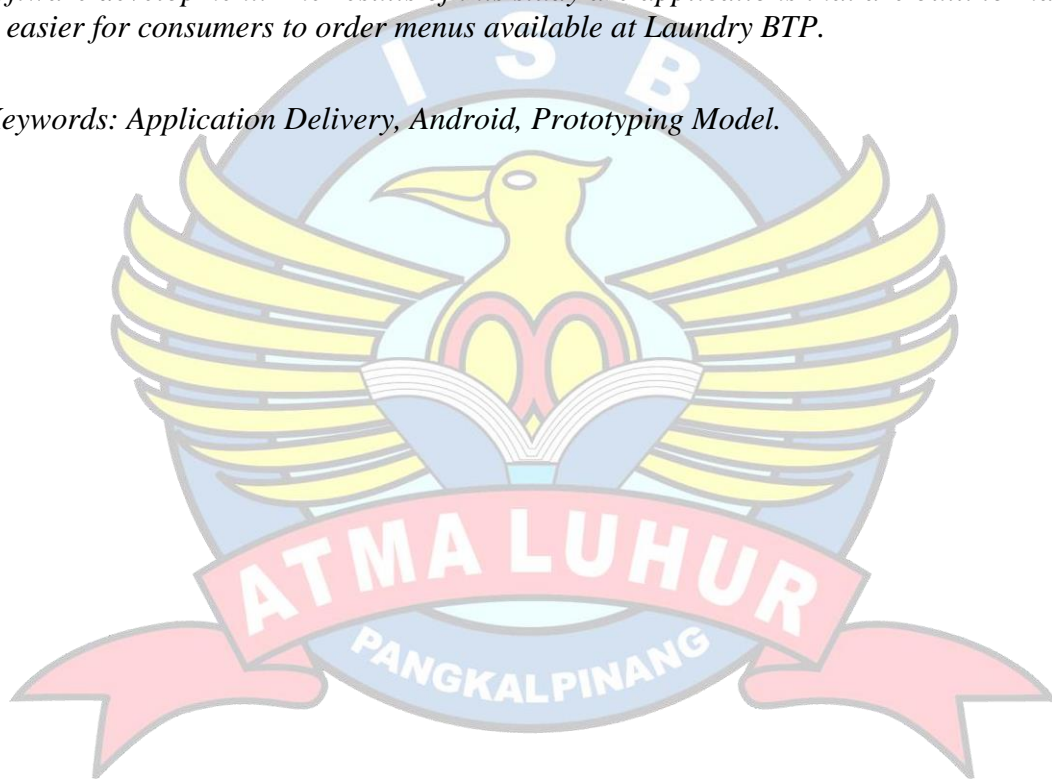 easier for consumers to order menus available at Laundry BTP.
Keywords: Application Delivery, Android, Prototyping Model.
ISB
ATMA LUHUR
PANGKALPINANG